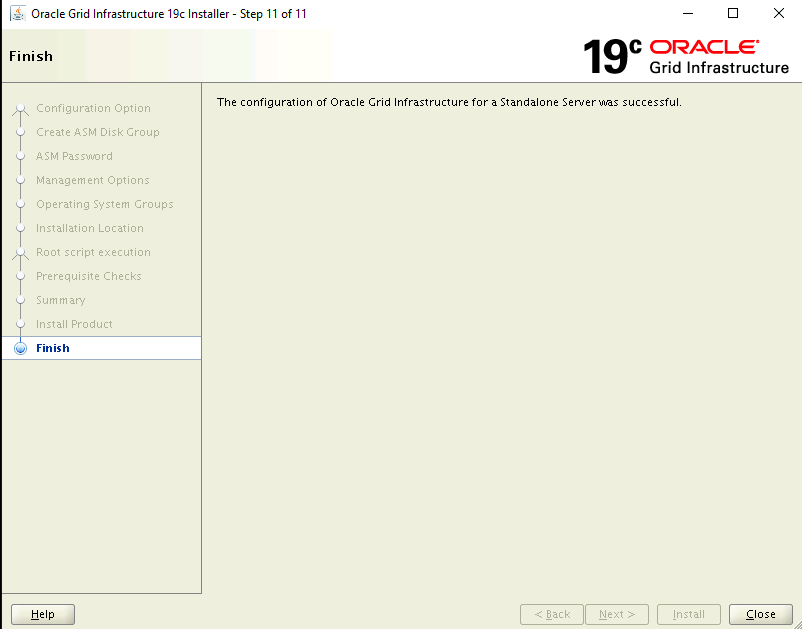 Oracle Grid Infrastructure 19c Installer - Step 11 of 11
Finish
19c ORACLE
Grid Infrastructure
Configuration Option
Create ASM Disk Group
ASM Password
Management Options
Operating System Groups
Installation Location
Root script execution
Prerequisite Checks
Summary
Install Product
Finish
The configuration of Oracle Grid Infrastructure for a Standalone Server was successful.
Help
< Back
Next >
Install
Close